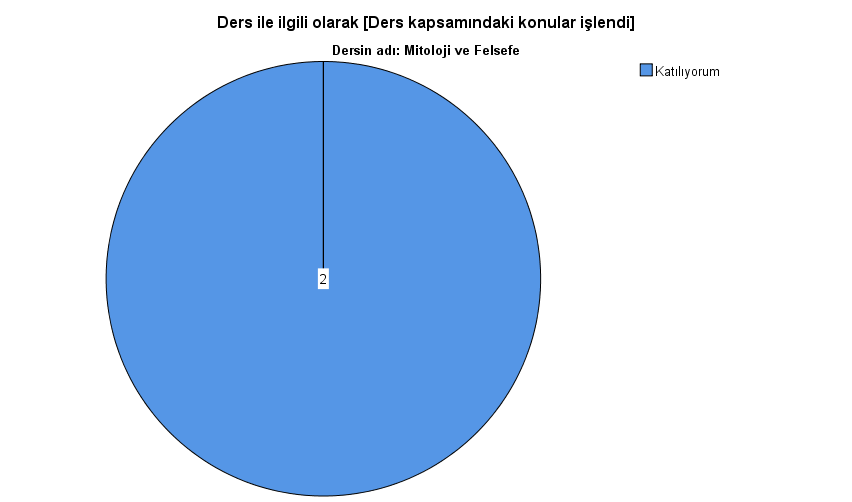 Ders ile ilgili olarak [Ders kapsamındaki konular işlendi]
Dersin adı: Mitoloji ve Felsefe
Katılıyorum
2